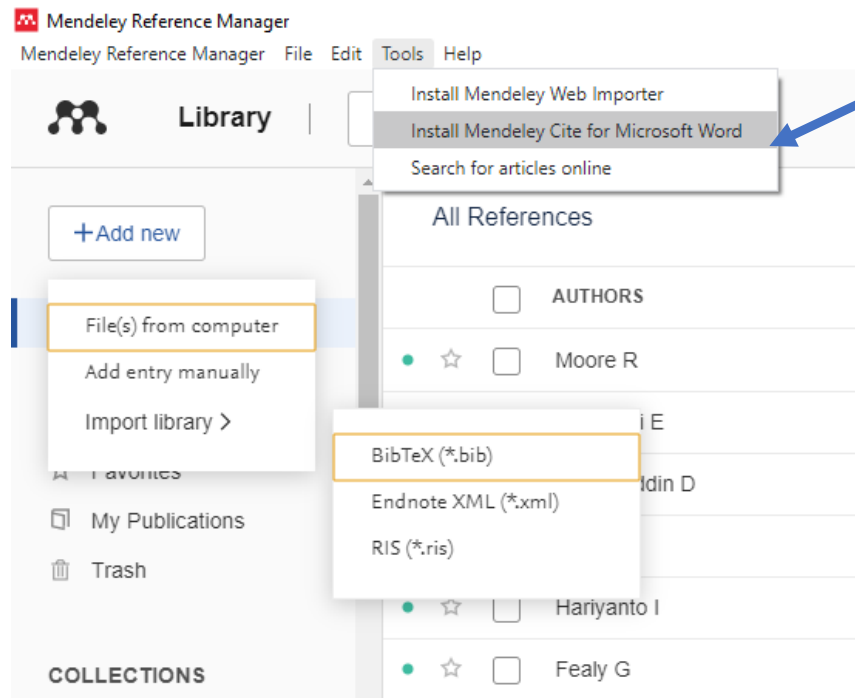 Mendeley Reference Manager
Mendeley Reference Manager File Edit Tools Help
Install Mendeley Web Importer
Install Mendeley Cite for Microsoft Word
Search for articles online
Library
+Add new
File(s) from computer
Add entry manually
Import library >
BibTeX (*.bib)
Endnote XML (*.xml)
RIS (*.ris)
Favorites
My Publications
Trash
COLLECTIONS
All References
AUTHORS
Moore R
i E
ddin D
Hariyanto I
Fealy G